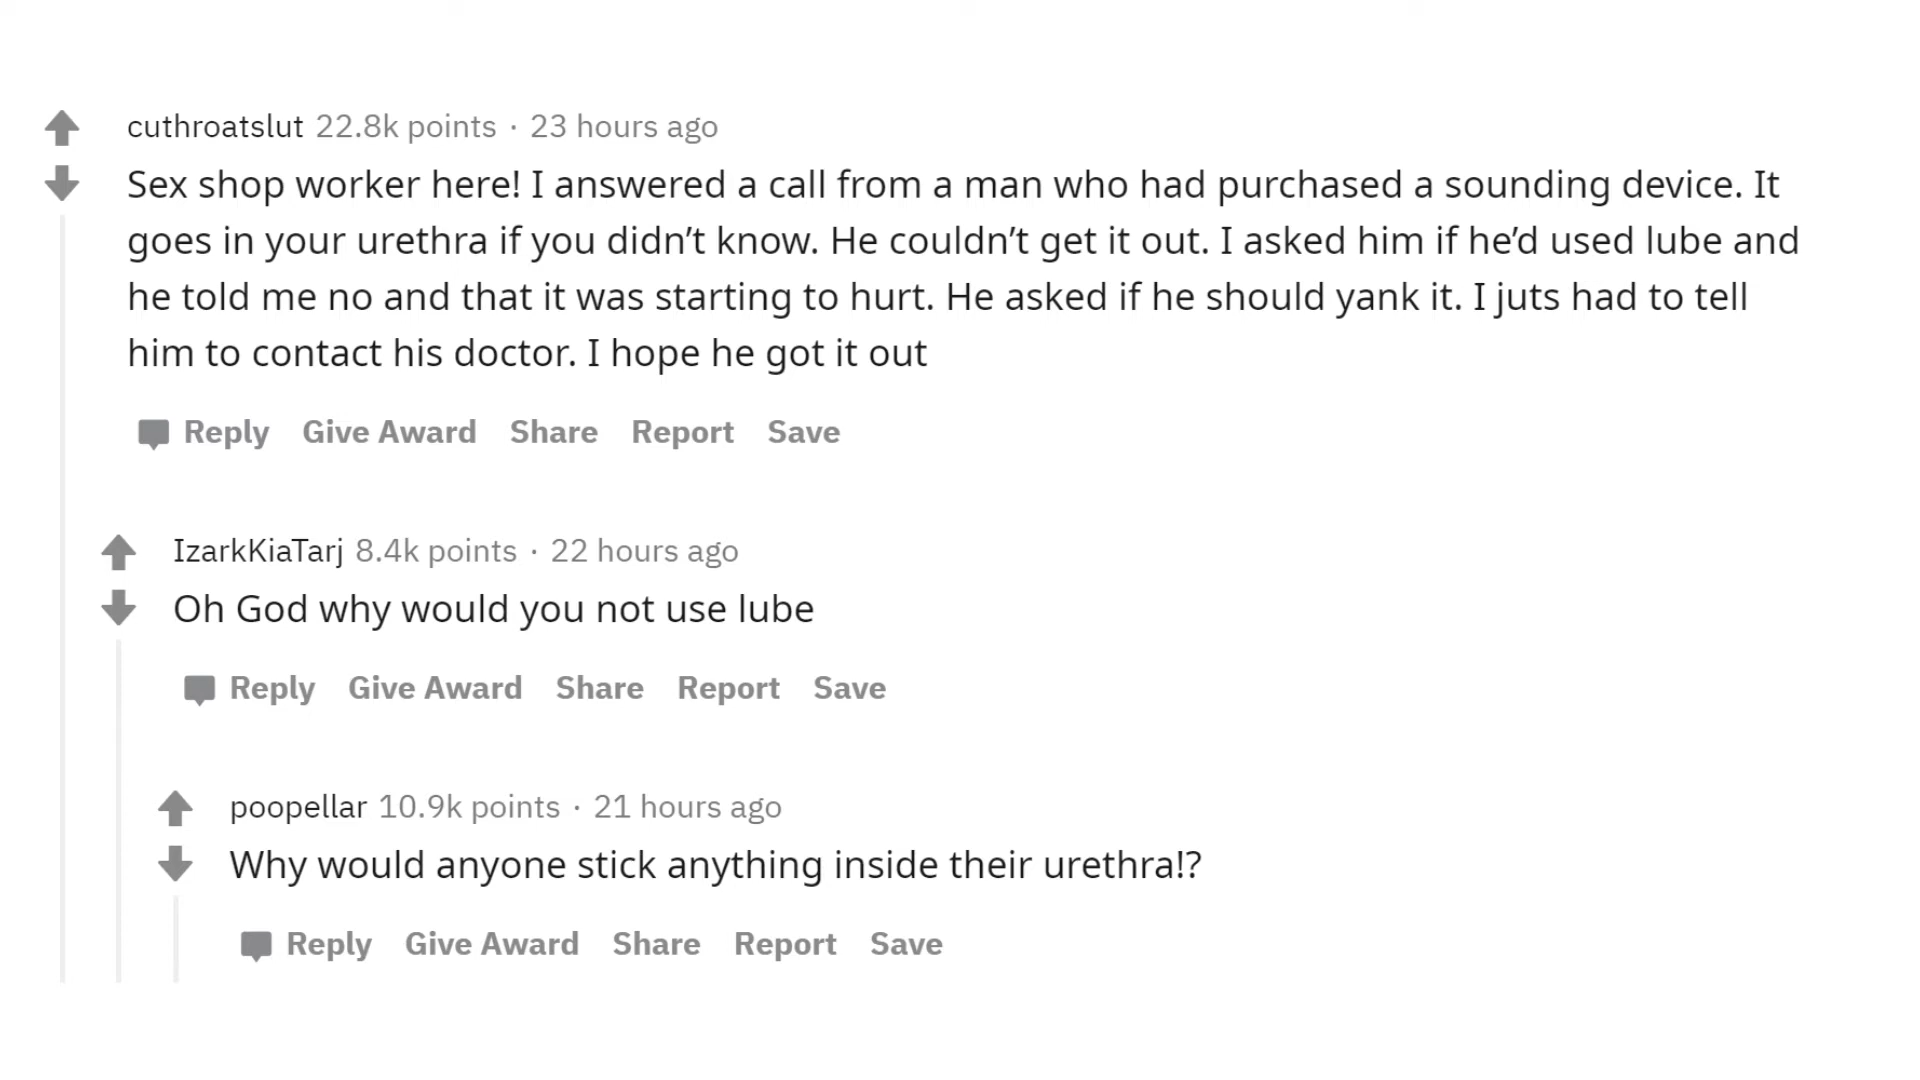 cuthroatslut 22.8k points · 23 hours ago
Sex shop worker here! I answered a call from a man who had purchased a sounding device. It
goes in your urethra if you didn’t know. He couldn’t get it out. I asked him if he’d used lube and
he told me no and that it was starting to hurt. He asked if he should yank it. I juts had to tell
him to contact his doctor. I hope he got it out
Reply Give Award Share Report Save
IzarkKiaTarj 8.4k points · 22 hours ago
Oh God why would you not use lube
Reply Give Award Share Report Save
poopellar 10.9k points · 21 hours ago
Why would anyone stick anything inside their urethra!?
Reply Give Award Share Report Save